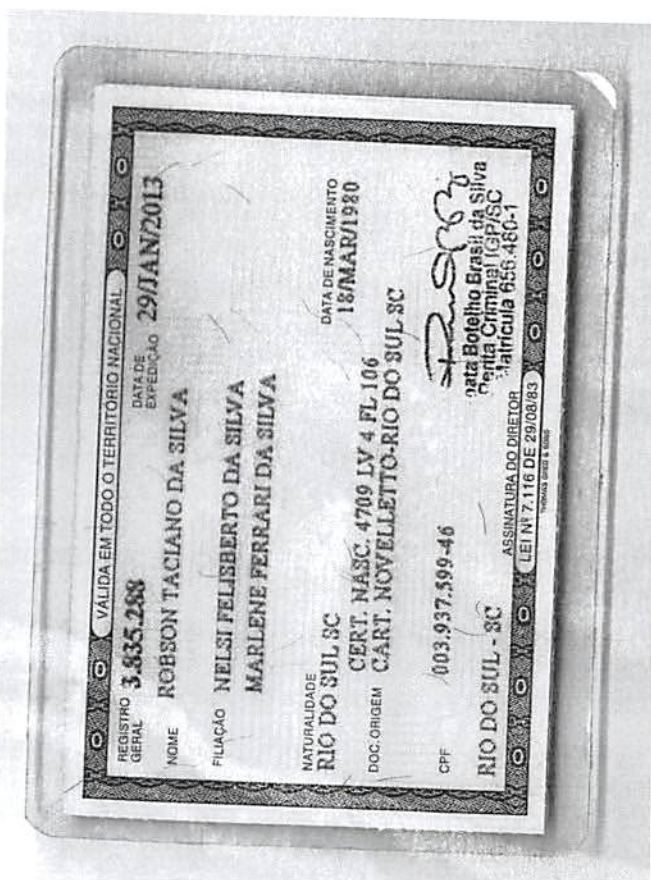 VÁLIDA EM TODO O TERRITÓRIO NACIONAL
REGISTRO GERAL 3.835.288 DATA DE EXPEDIÇÃO 29/JAN/2013
NOME ROBSON TACIANO DA SILVA
FILIAÇÃO NELSI FELISBERTO DA SILVA
MARLENE FERRARI DA SILVA
NATURALIDADE DATA DE NASCIMENTO
RIO DO SUL SC 18/MAR/1980
DOC. ORIGEM CERT. NASC. 4709 LV 4 FL 106
CART. NOVELLETTO-RIO DO SUL SC
CPF 003.937.599-46
RIO DO SUL - SC
nata Botelho Brasil da Silva
Perita Criminal IGP/SC
Matrícula 656.480-1
ASSINATURA DO DIRETOR
LEI Nº 7.116 DE 29/08/83